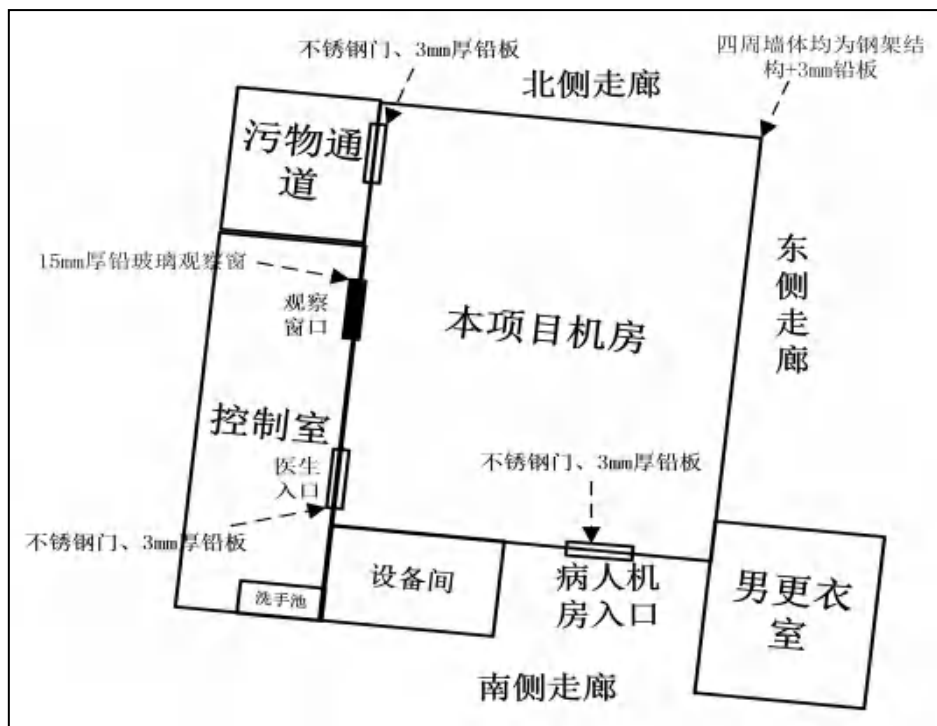 不锈钢门、3mm厚铅板
四周墙体均为钢架结
构+3mm铅板
北侧走廊
污物通
道
15mm厚铅玻璃观察窗
观察
窗口
本项目机房
东
侧
走
廊
控制室
医生
入口
不锈钢门、3mm厚铅板
不锈钢门、3mm厚铅板
设备间
病人机
房入口
男更衣
室
洗手池
南侧走廊